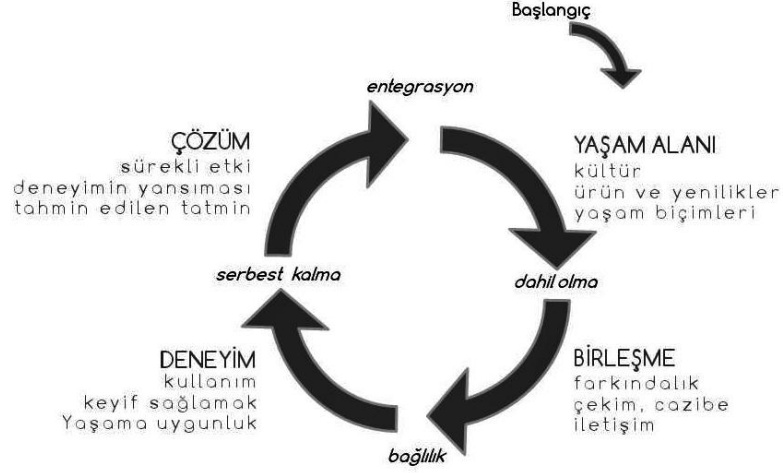 Başlangıç
entegrasyon
YAŞAM ALANI
kültür
ürün ve yenilikler
yaşam biçimleri
dahil olma
BİRLEŞME
farkındalık
çekim, cazibe
iletişim
bağlılık
DENEYİM
kullanım
keyif sağlamak
Yaşama uygunluk
serbest kalma
ÇÖZÜM
sürekli etki
deneyimin yansıması
tahmin edilen tatmin